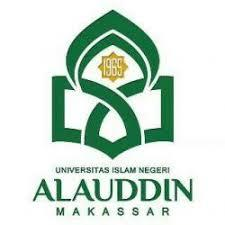 1965
UNIVERSITAS ISLAM NEGERI
ALAUDDIN
MAKASSAR